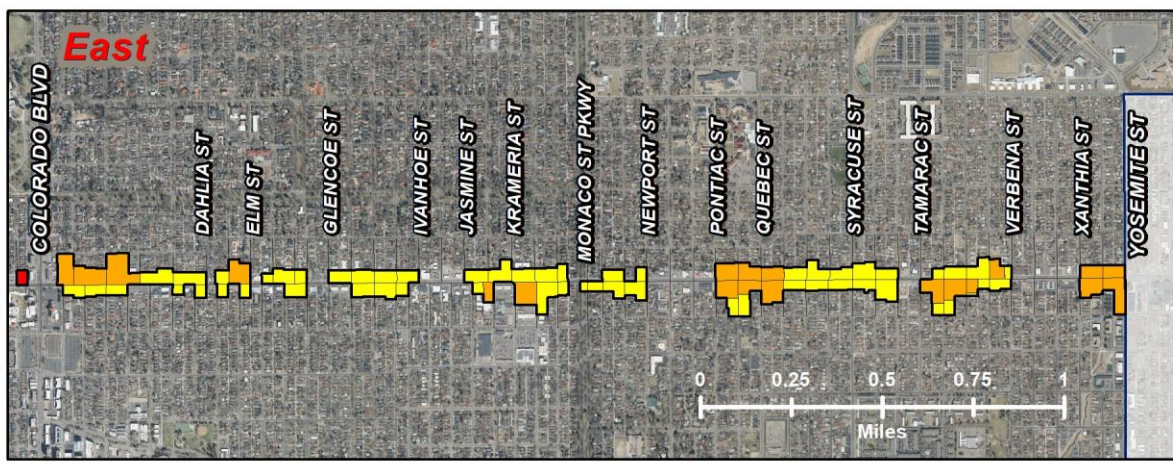 East
COLORADO BLVD
DAHLIA ST
ELM ST
GLENCOE ST
IVANHOE ST
JASMINE ST
KRAMERIA ST
MONACO ST PKWY
NEWPORT ST
PONTIAC ST
QUEBEC ST
SYRACUSE ST
TAMARAC ST
VERBENA ST
XANTHIA ST
YOSEMITE ST
0 0.25 0.5 0.75 1
Miles